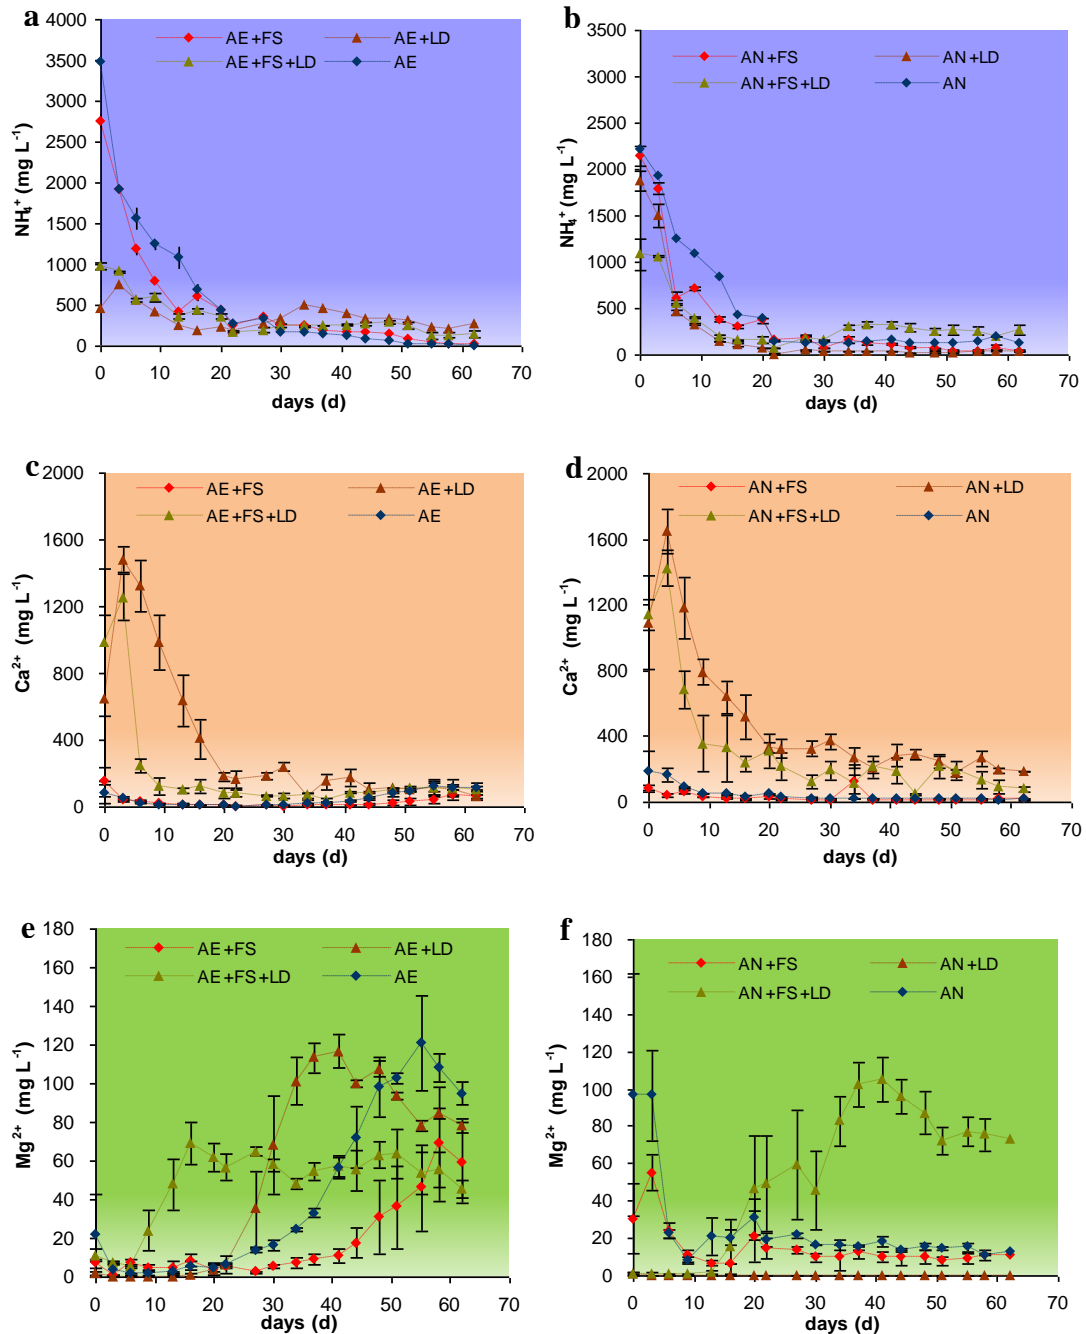 a
4000
3500
3000
2500
2000
1500
1000
500
0
NH₄⁺ (mg L⁻¹)
AE+FS AE+LD
AE+FS+LD AE
0 10 20 30 40 50 60 70
days (d)
b
3500
3000
2500
2000
1500
1000
500
0
NH₄⁺ (mg L⁻¹)
AN+FS AN+LD
AN+FS+LD AN
0 10 20 30 40 50 60 70
days (d)
c
2000
1600
1200
800
400
0
Ca²⁺ (mg L⁻¹)
AE+FS AE+LD
AE+FS+LD AE
0 10 20 30 40 50 60 70
days (d)
d
2000
1600
1200
800
400
0
Ca²⁺ (mg L⁻¹)
AN+FS AN+LD
AN+FS+LD AN
0 10 20 30 40 50 60 70
days (d)
e
180
160
140
120
100
80
60
40
20
0
Mg²⁺ (mg L⁻¹)
AE+FS AE+LD
AE+FS+LD AE
0 10 20 30 40 50 60 70
days (d)
f
180
160
140
120
100
80
60
40
20
0
Mg²⁺ (mg L⁻¹)
AN+FS AN+LD
AN+FS+LD AN
0 10 20 30 40 50 60 70
days (d)